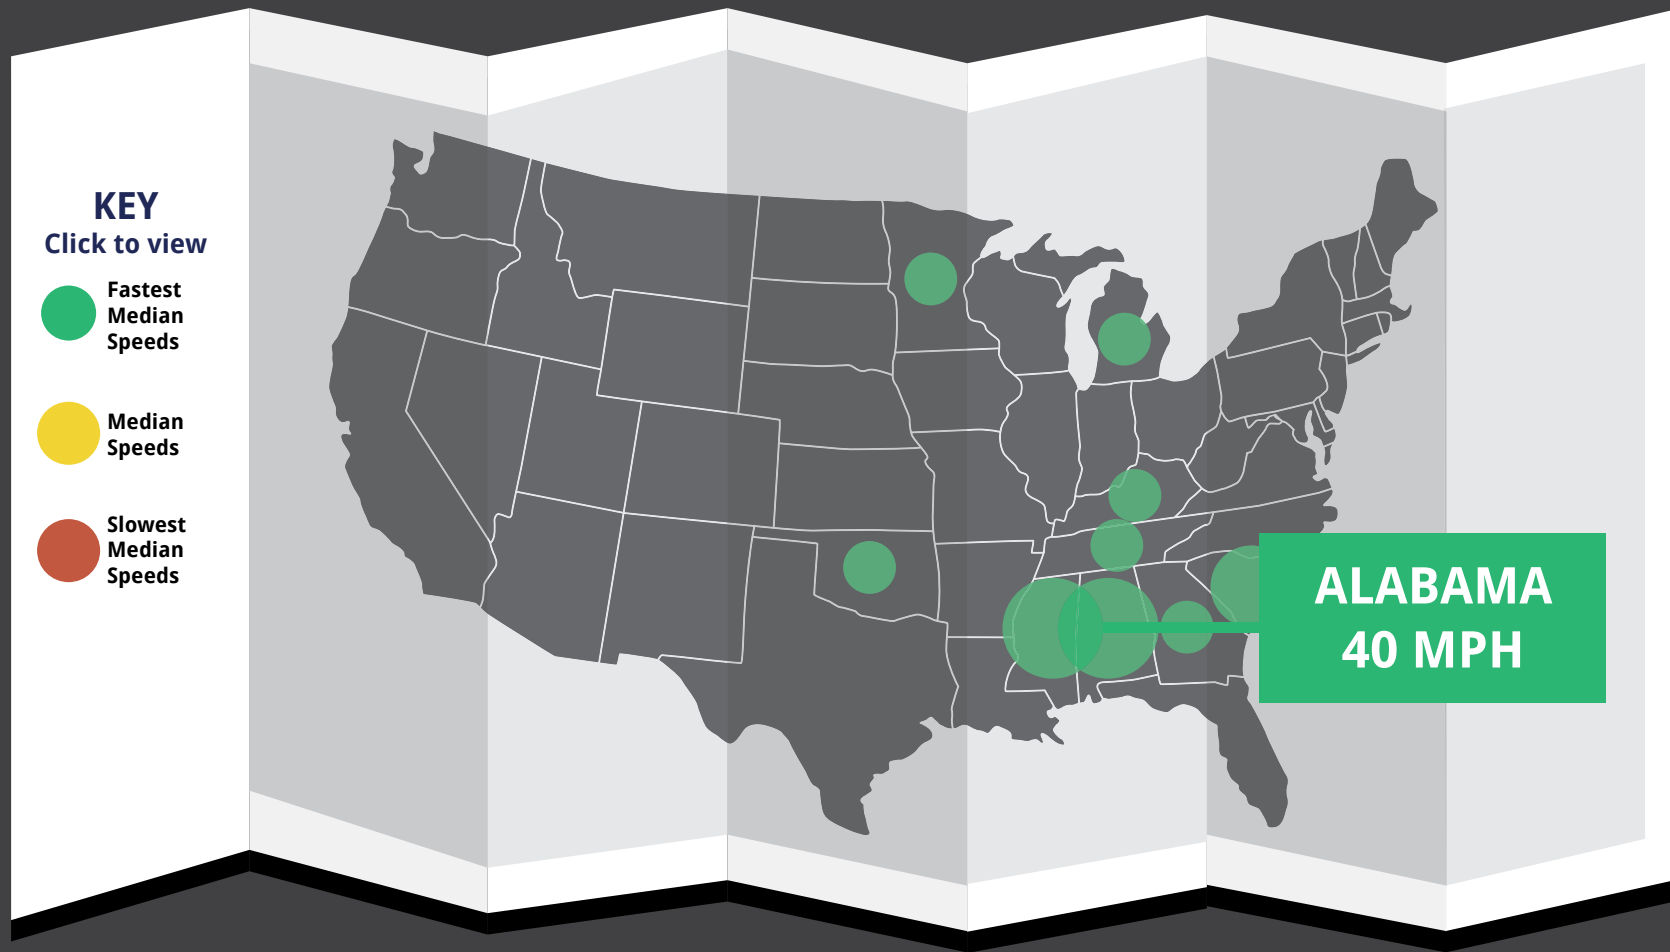 KEY
Click to view
Fastest
Median
Speeds
Median
Speeds
Slowest
Median
Speeds
ALABAMA
40 MPH